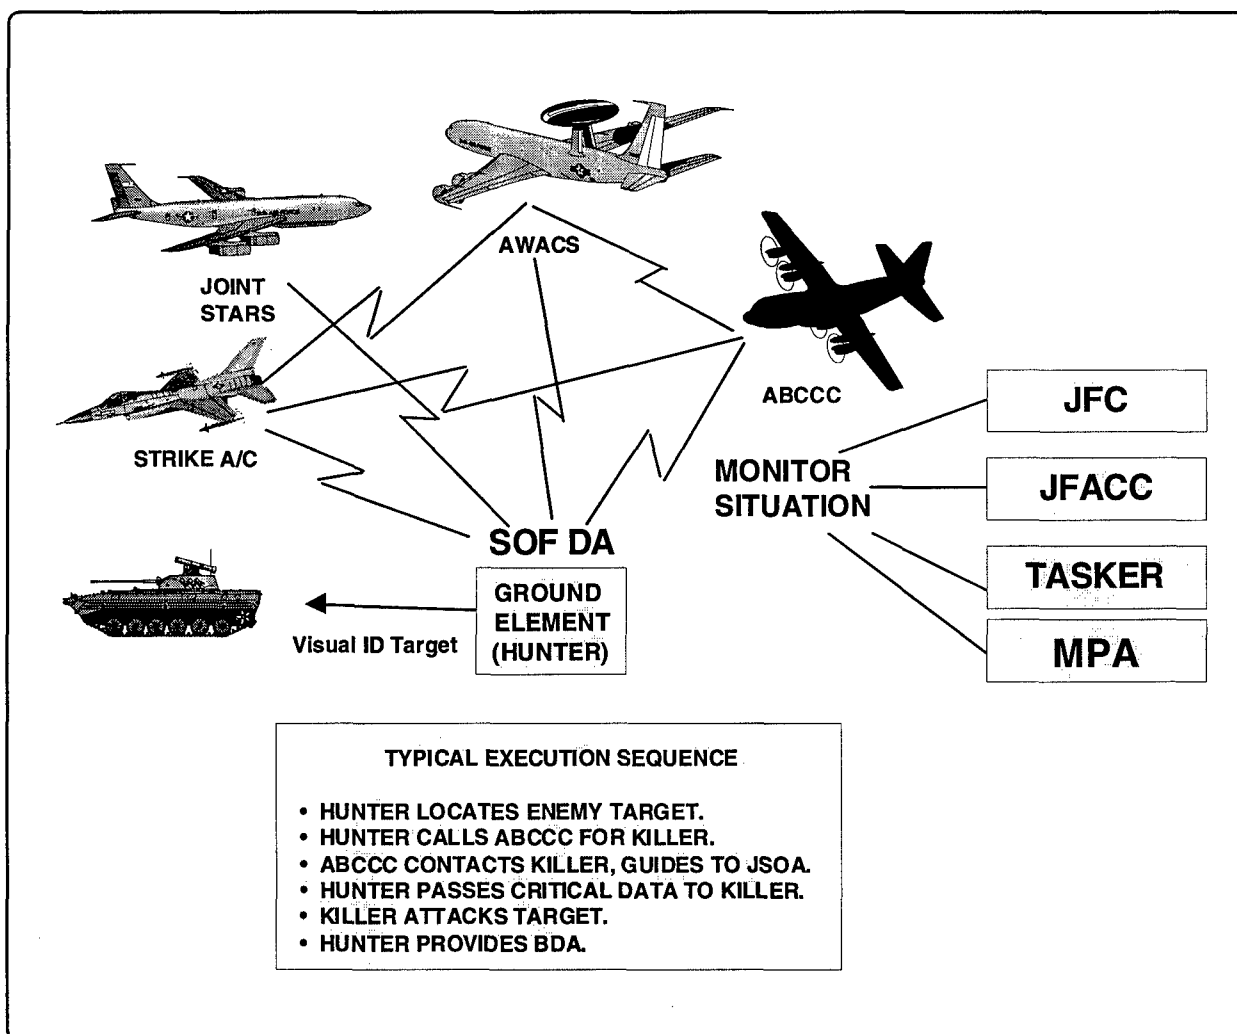 AWACS
JOINT
STARS
ABCCC
STRIKE A/C
JFC
MONITOR
SITUATION
JFACC
SOF DA
TASKER
GROUND
ELEMENT
(HUNTER)
Visual ID Target
MPA
TYPICAL EXECUTION SEQUENCE
• HUNTER LOCATES ENEMY TARGET.
• HUNTER CALLS ABCCC FOR KILLER.
• ABCCC CONTACTS KILLER, GUIDES TO JSOA.
• HUNTER PASSES CRITICAL DATA TO KILLER.
• KILLER ATTACKS TARGET.
• HUNTER PROVIDES BDA.